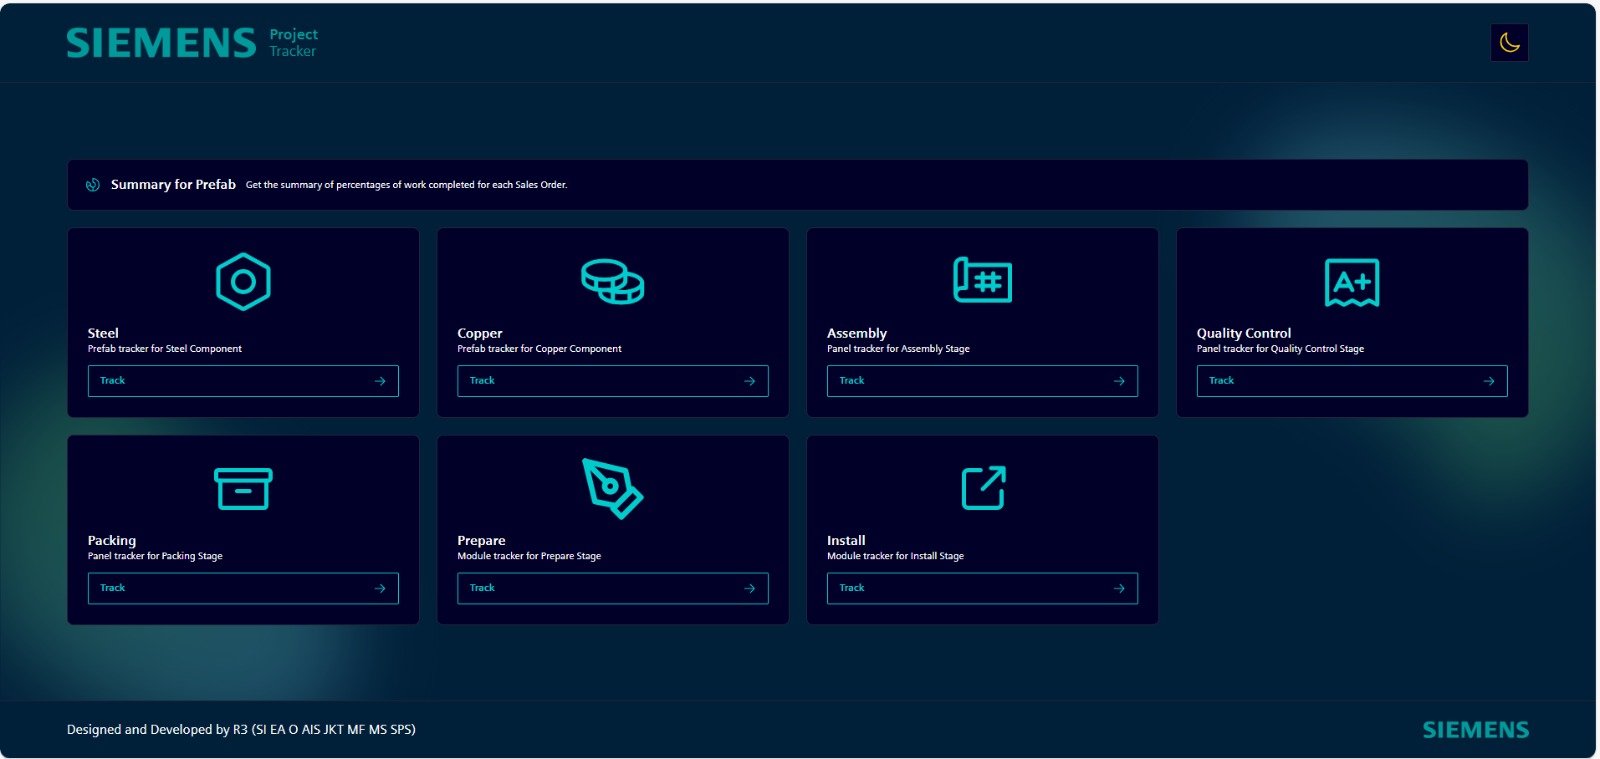 SIEMENS Project
Tracker
Summary for Prefab Get the summary of percentages of work completed for each Sales Order.
Steel
Prefab tracker for Steel Component
Track
Copper
Prefab tracker for Copper Component
Track
#
Assembly
Panel tracker for Assembly Stage
Track
A+
Quality Control
Panel tracker for Quality Control Stage
Track
Packing
Panel tracker for Packing Stage
Track
Prepare
Module tracker for Prepare Stage
Track
Install
Module tracker for Install Stage
Track
Designed and Developed by R3 (SI EA O AIS JKT MF MS SPS)
SIEMENS